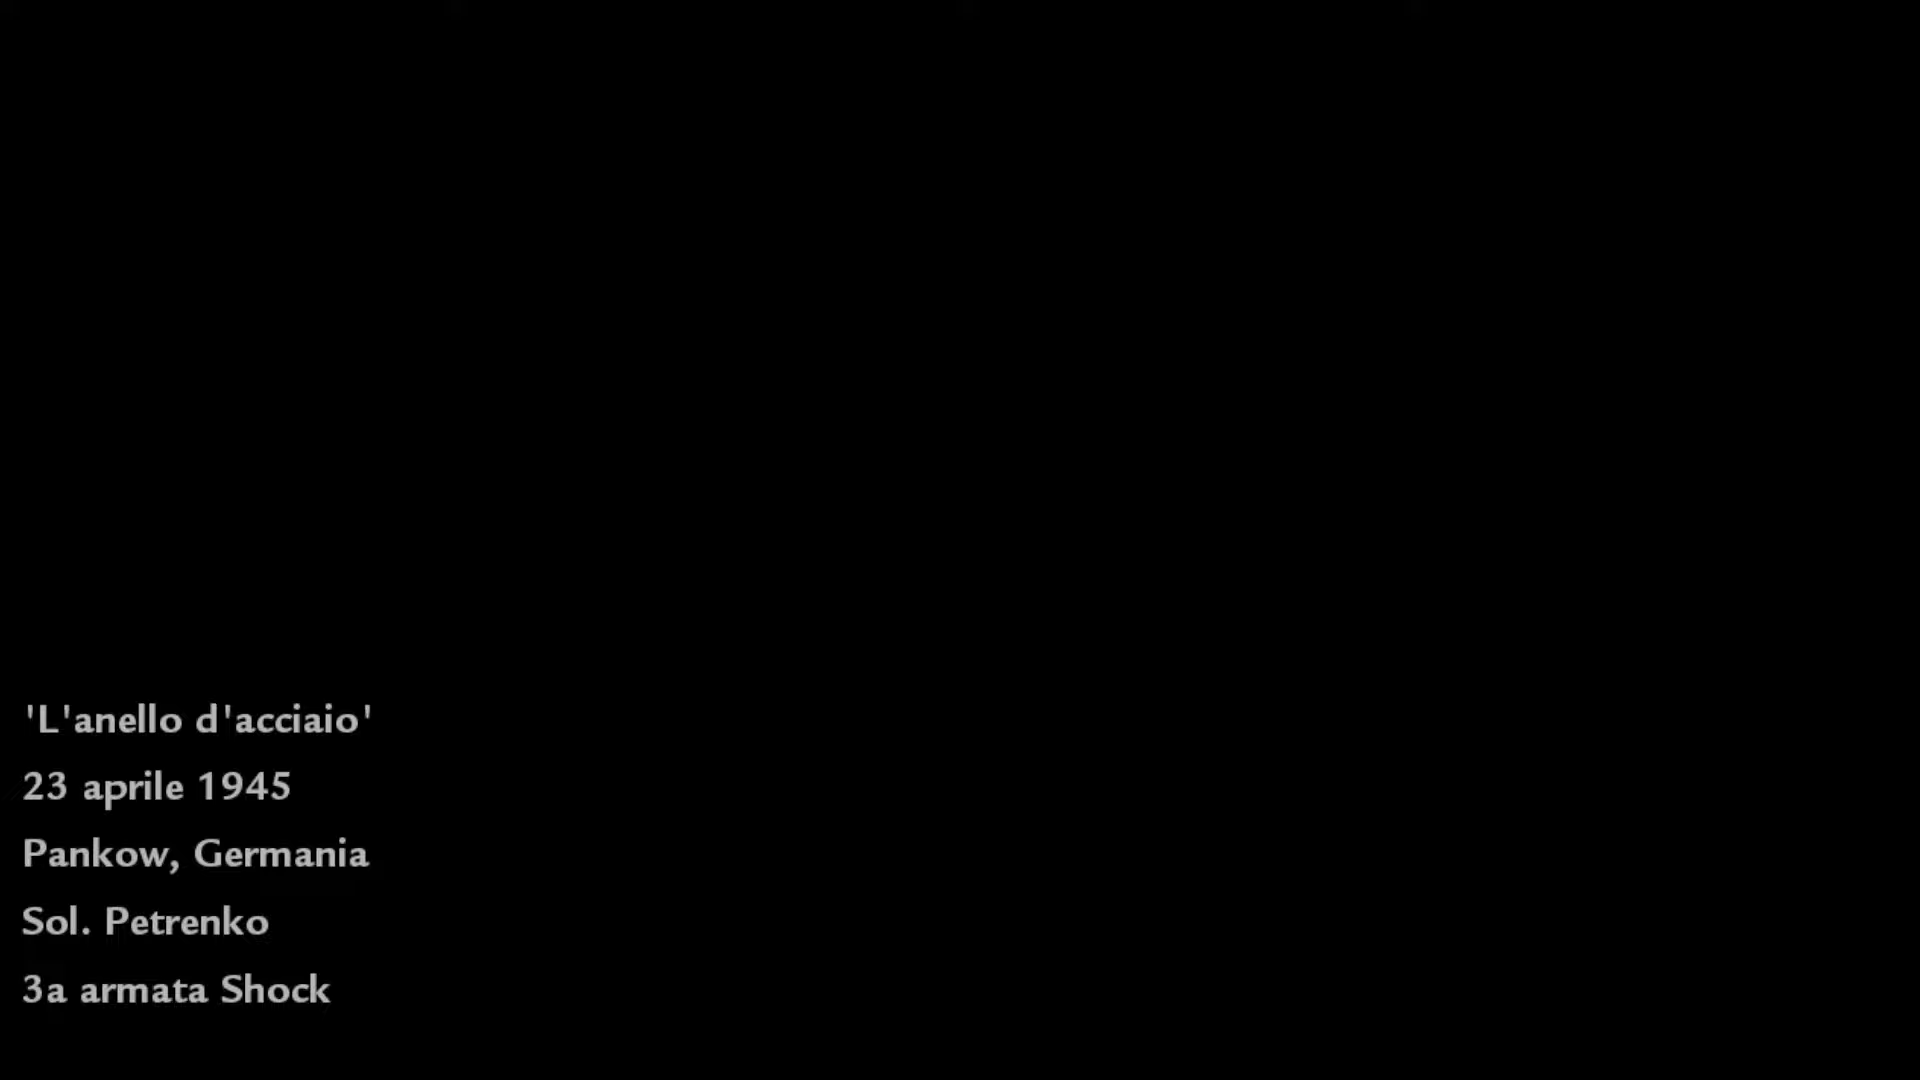 'L'anello d'acciaio'
23 aprile 1945
Pankow, Germania
Sol. Petrenko
3a armata Shock